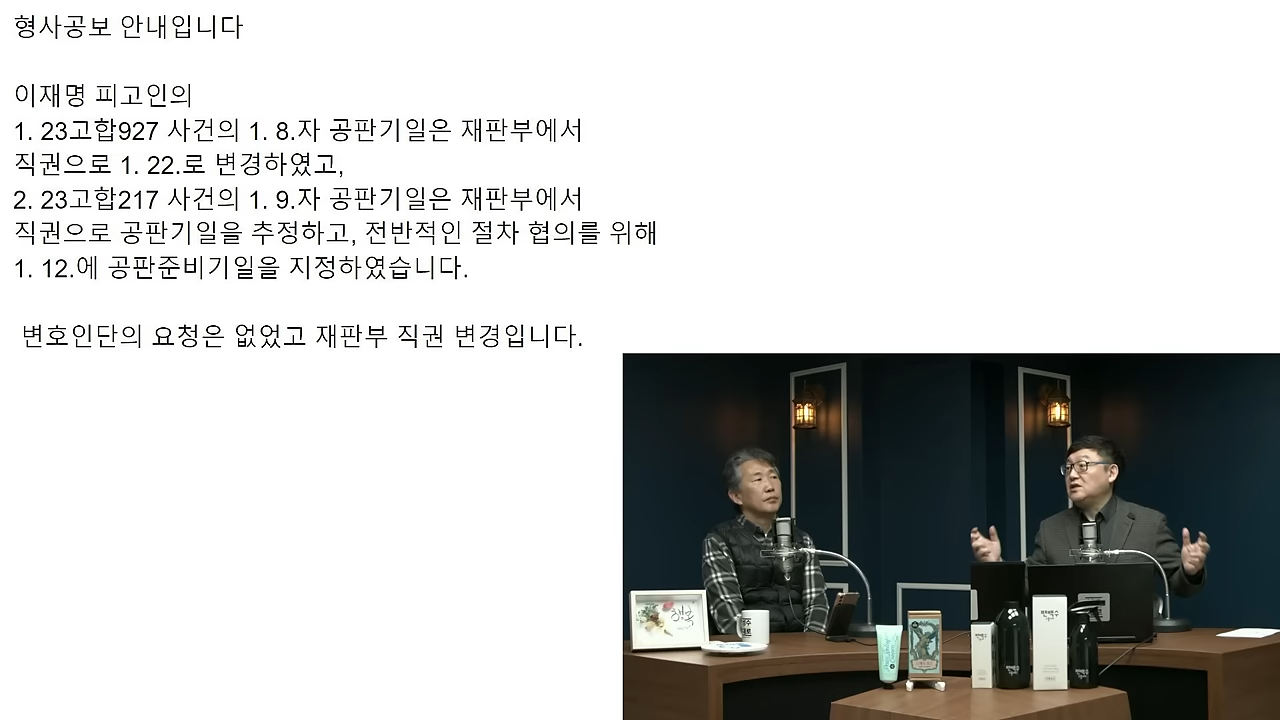 형사공보 안내입니다
이재명 피고인의
1. 23고합927 사건의 1. 8.자 공판기일은 재판부에서
직권으로 1. 22.로 변경하였고,
2. 23고합217 사건의 1. 9.자 공판기일은 재판부에서
직권으로 공판기일을 추정하고, 전반적인 절차 협의를 위해
1. 12.에 공판준비기일을 지정하였습니다.
변호인단의 요청은 없었고 재판부 직권 변경입니다.